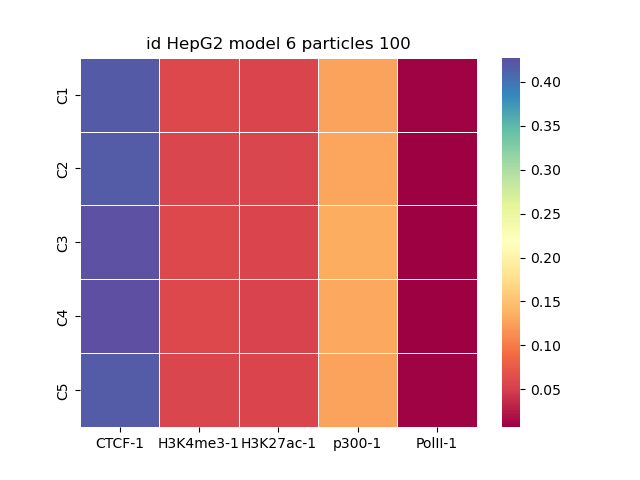 id HepG2 model 6 particles 100
C1
C2
C3
C4
C5
CTCF-1 H3K4me3-1 H3K27ac-1 p300-1 PolII-1
0.40
0.35
0.30
0.25
0.20
0.15
0.10
0.05